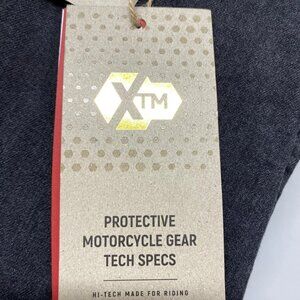 XTM
PROTECTIVE
MOTORCYCLE GEAR
TECH SPECS
HI-TECH MADE FOR RIDING